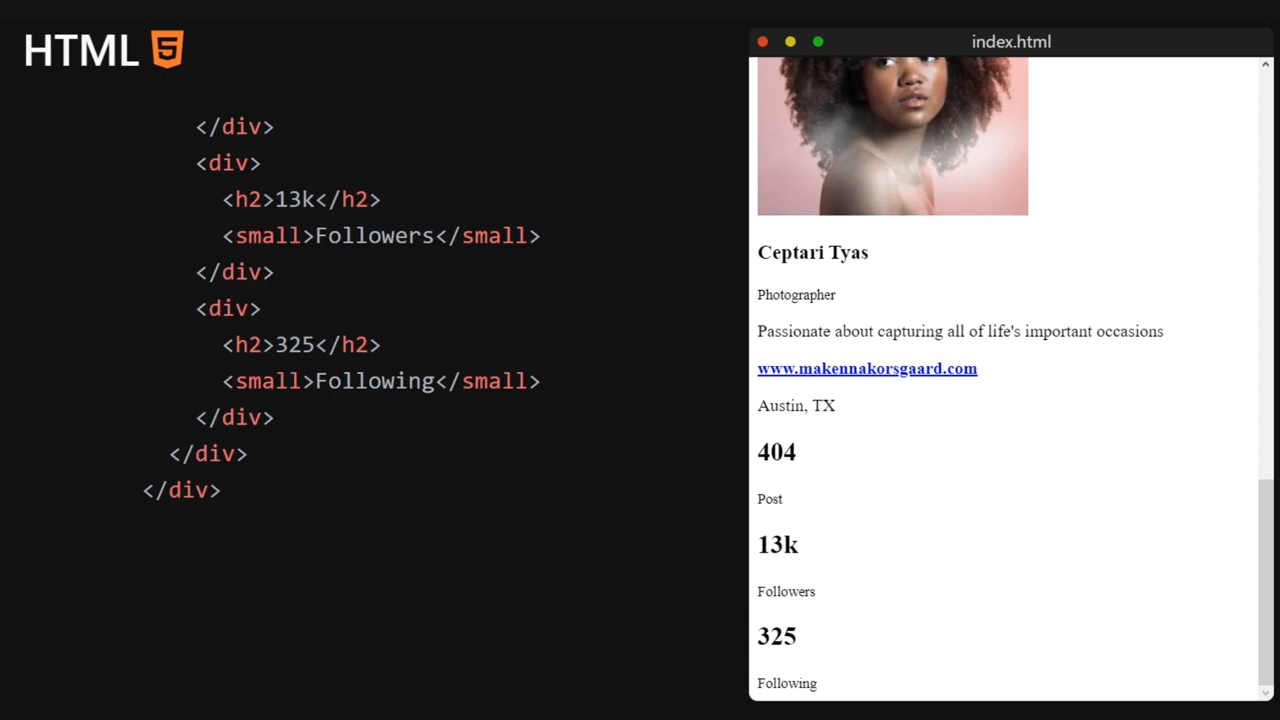 HTML 5
</div>
<div>
<h2>13k</h2>
<small>Followers</small>
</div>
<div>
<h2>325</h2>
<small>Following</small>
</div>
</div>
</div>
index.html
Ceptari Tyas
Photographer
Passionate about capturing all of life's important occasions
www.makennakorsgaard.com
Austin, TX
404
Post
13k
Followers
325
Following